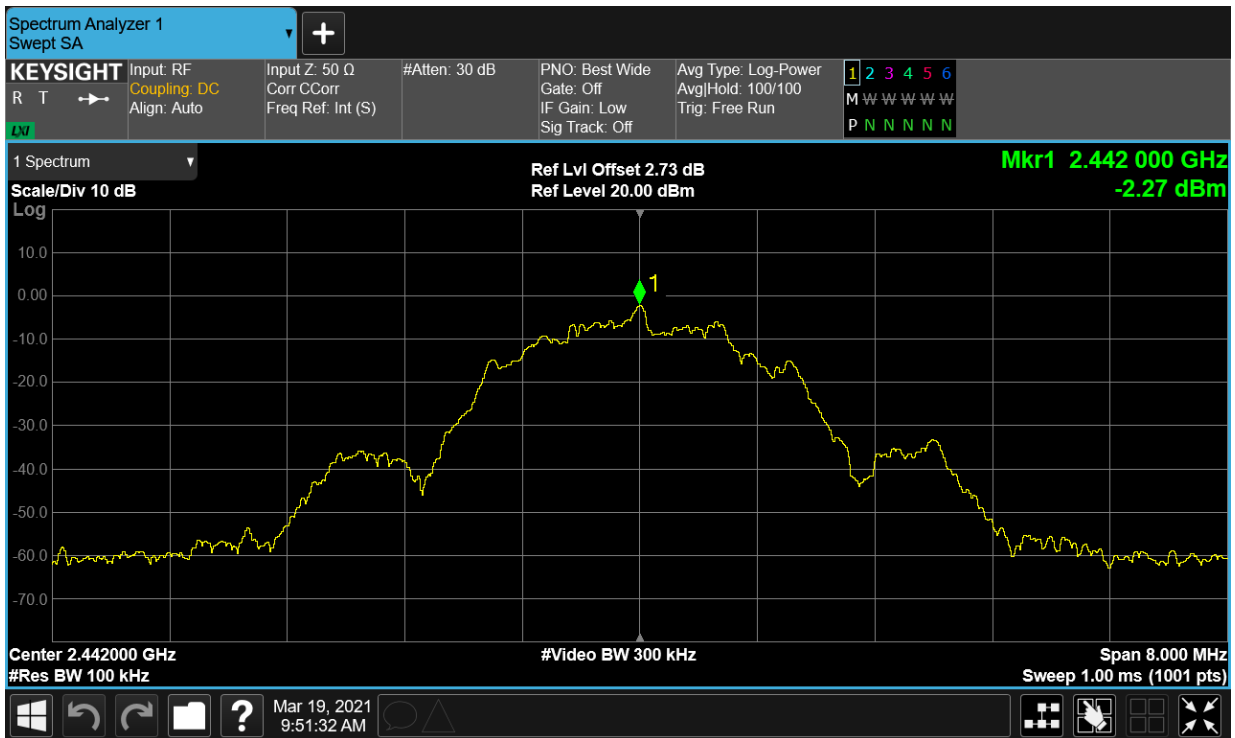 Spectrum Analyzer 1
Swept SA
+
KEYSIGHT
R T
LXI
Input: RF
Coupling: DC
Align: Auto
Input Z: 50 Ω
Corr CCorr
Freq Ref: Int (S)
#Atten: 30 dB
PNO: Best Wide
Gate: Off
IF Gain: Low
Sig Track: Off
Avg Type: Log-Power
Avg|Hold: 100/100
Trig: Free Run
1 2 3 4 5 6
M W W W W W
P N N N N N
1 Spectrum
Scale/Div 10 dB
Log
Ref Lvl Offset 2.73 dB
Ref Level 20.00 dBm
Mkr1 2.442 000 GHz
-2.27 dBm
10.0
0.00
-10.0
-20.0
-30.0
-40.0
-50.0
-60.0
-70.0
1
Center 2.442000 GHz
#Res BW 100 kHz
#Video BW 300 kHz
Span 8.000 MHz
Sweep 1.00 ms (1001 pts)
?
Mar 19, 2021
9:51:32 AM